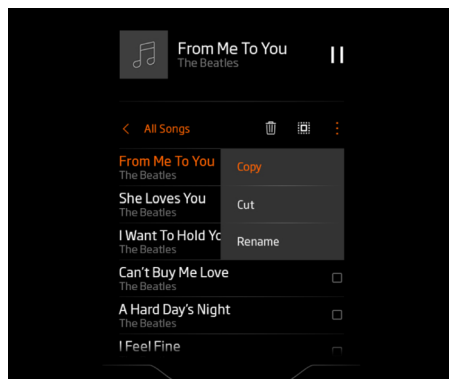 From Me To You
The Beatles
All Songs
From Me To You
The Beatles
Copy
She Loves You
The Beatles
Cut
I Want To Hold Yo
The Beatles
Rename
Can't Buy Me Love
The Beatles
A Hard Day's Night
The Beatles
I Feel Fine